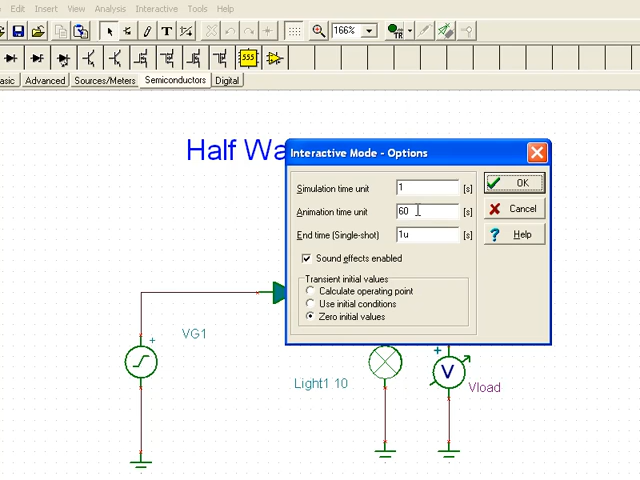 Edit Insert View Analysis Interactive Tools Help
T TR 166%
555
Advanced Sources/Meters Semiconductors Digital
Half Wa
Interactive Mode - Options
Simulation time unit 1 [s] OK
Animation time unit 60 [s] Cancel
End time (Single-shot) 1u [s] ? Help
Sound effects enabled
Transient initial values
Calculate operating point
Use initial conditions
Zero initial values
VG1
+
+
V
Light1 10
Vload